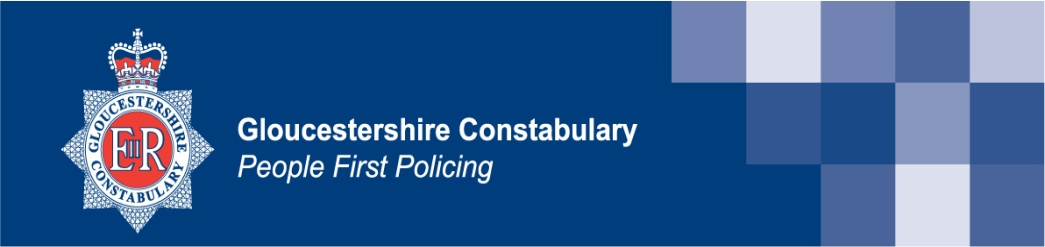 GLOUCESTERSHIRE
EIIR
CONSTABULARY
Gloucestershire Constabulary
People First Policing